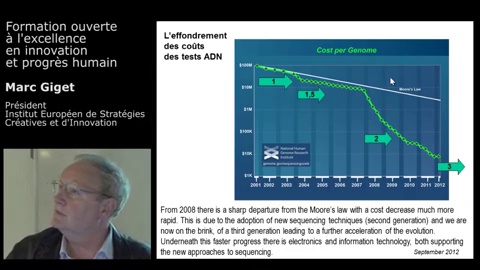 Formation ouverte
à l'excellence
en innovation
et progrès humain
Marc Giget
Président
Institut Européen de Stratégies
Créatives et d'Innovation
L'effondrement
des coûts
des tests ADN
Cost per Genome
$100M
$10M
$1M
$100K
$10K
$1K
Moore's Law
1
1,5
2
3
National Human
Genome Research
Institute
genome.gov/sequencingcosts
2001 2002 2003 2004 2005 2006 2007 2008 2009 2010 2011 2012
From 2008 there is a sharp departure from the Moore's law with a cost decrease much more
rapid. This is due to the adoption of new sequencing techniques (second generation) and we are
now on the brink, of a third generation leading to a further acceleration of the evolution.
Underneath this faster progress there is electronics and information technology, both supporting
the new approaches to sequencing.
September 2012